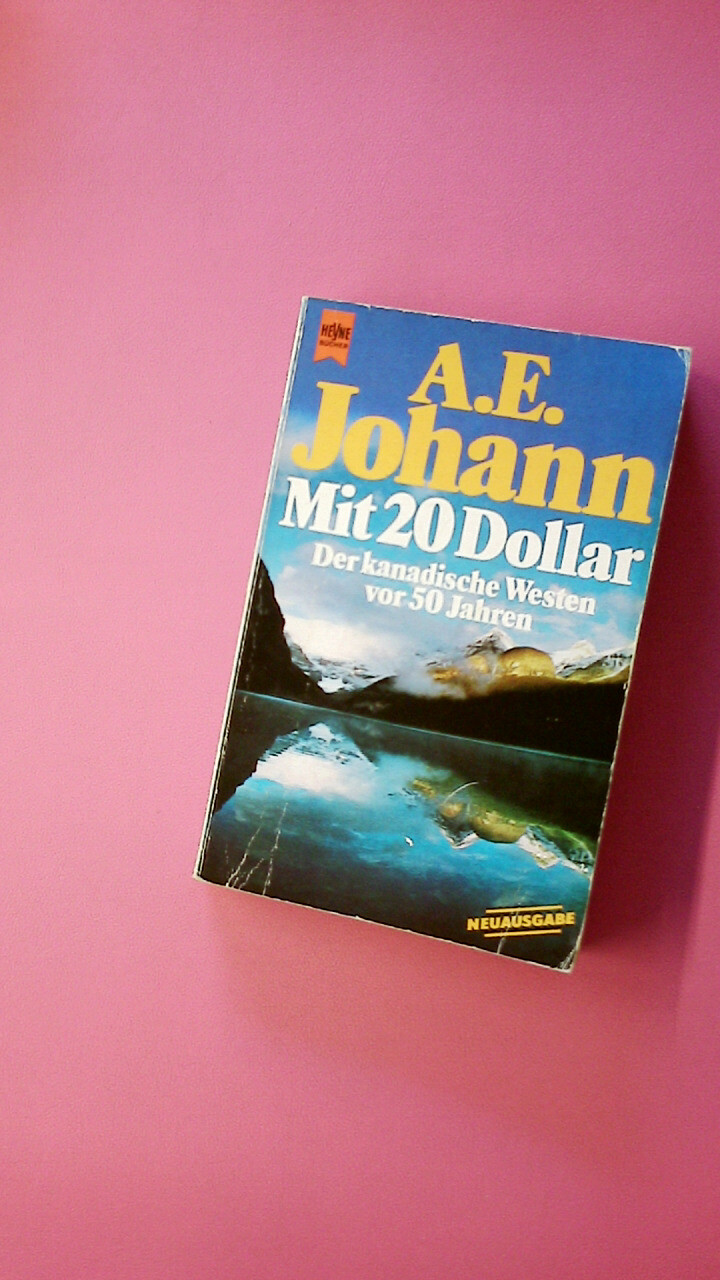 HEYNE
BÜCHER
A.E.
Johann
Mit 20 Dollar
Der kanadische Westen
vor 50 Jahren
NEUAUSGABE